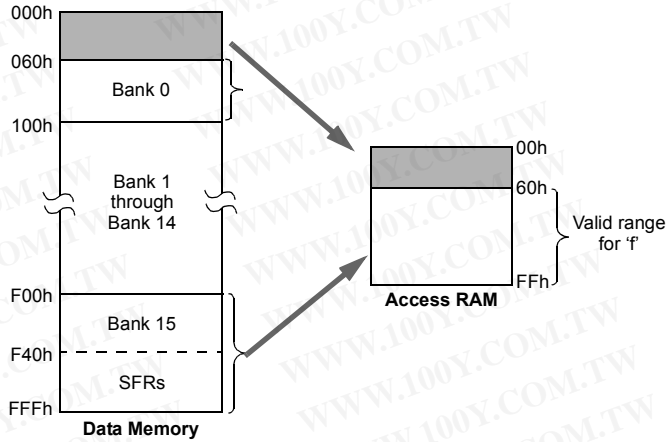 000h
060h
Bank 0
100h
Bank 1
through
Bank 14
F00h
Bank 15
F40h
SFRs
FFFh
Data Memory
00h
60h
Valid range
for ‘f’
FFh
Access RAM
WWW.100Y.COM.TW